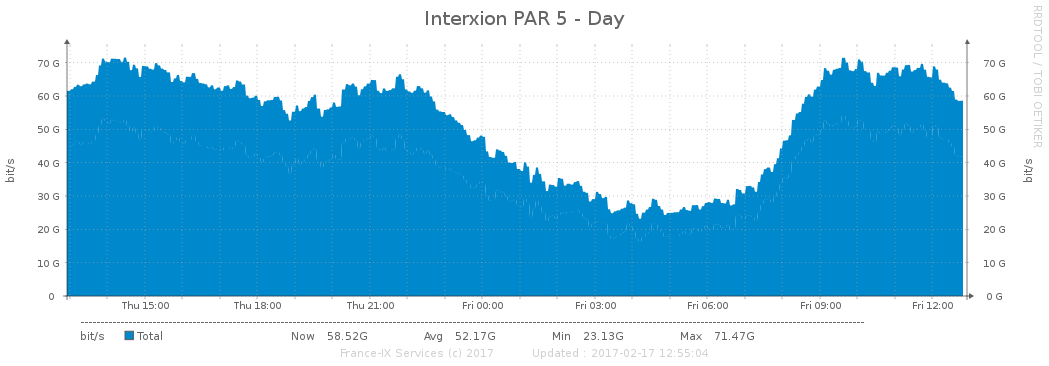 Interxion PAR 5 - Day
RRDTOOL / TOBI OETIKER
70 G 70 G
60 G 60 G
50 G 50 G
40 G 40 G
30 G 30 G
20 G 20 G
10 G 10 G
0 0 G
bit/s bit/s
Thu 15:00 Thu 18:00 Thu 21:00 Fri 00:00 Fri 03:00 Fri 06:00 Fri 09:00 Fri 12:00
bit/s Total Now 58.52G Avg 52.17G Min 23.13G Max 71.47G
France-IX Services (c) 2017 Updated : 2017-02-17 12:55:04